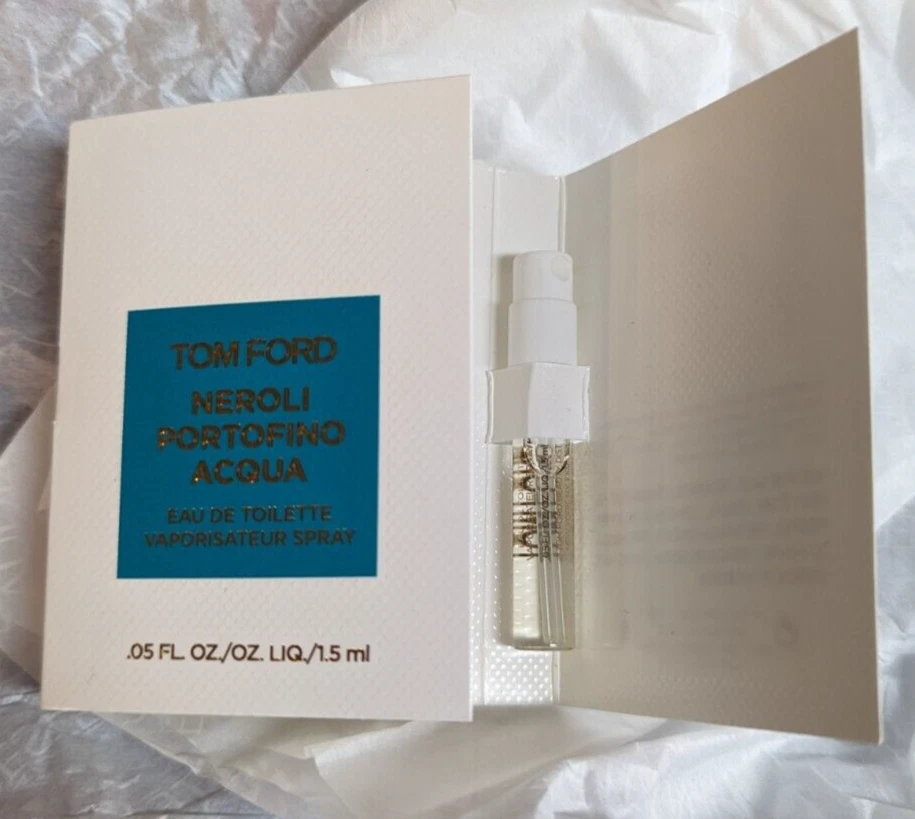 TOM FORD
NEROLI
PORTOFINO
ACQUA
EAU DE TOILETTE
VAPORISATEUR SPRAY
.05 FL. OZ./OZ. LIQ./1.5 ml